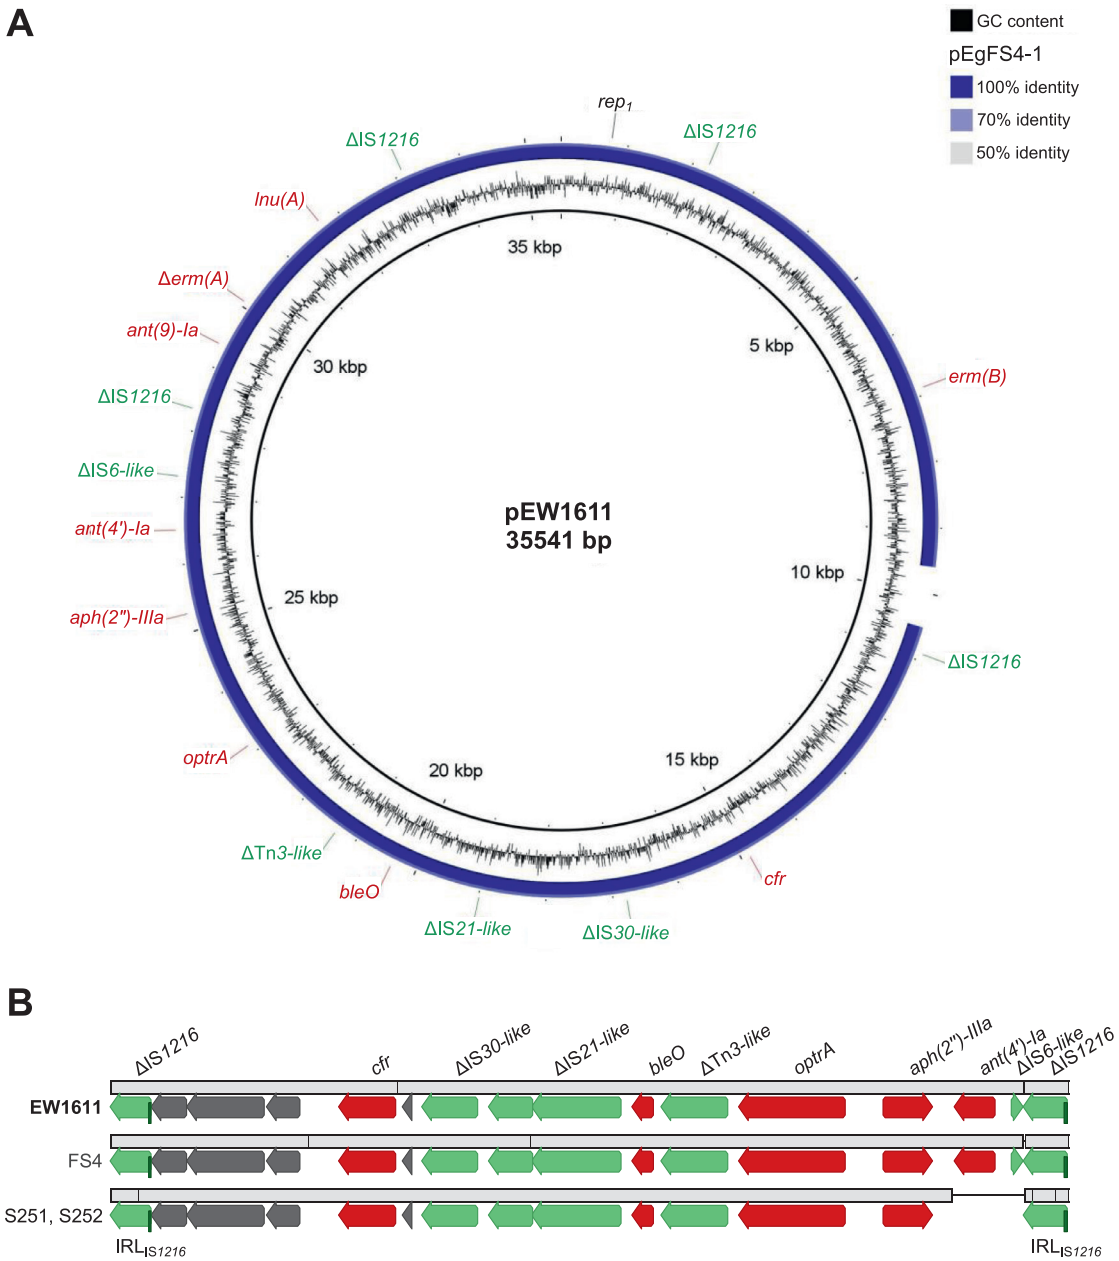 A
GC content
pEgFS4-1
100% identity
70% identity
50% identity
rep1
ΔIS1216
ΔIS1216
lnu(A)
Δerm(A)
ant(9)-Ia
ΔIS1216
ΔIS6-like
ant(4')-Ia
aph(2")-IIIa
optrA
ΔTn3-like
bleO
ΔIS21-like
ΔIS30-like
cfr
ΔIS1216
erm(B)
35 kbp
5 kbp
30 kbp
10 kbp
25 kbp
15 kbp
20 kbp
pEW1611
35541 bp
B
ΔIS1216 cfr ΔIS30-like ΔIS21-like bleO ΔTn3-like optrA aph(2")-IIIa ant(4')-Ia ΔIS6-like ΔIS1216
EW1611
FS4
S251, S252
IRLIS1216 IRLIS1216